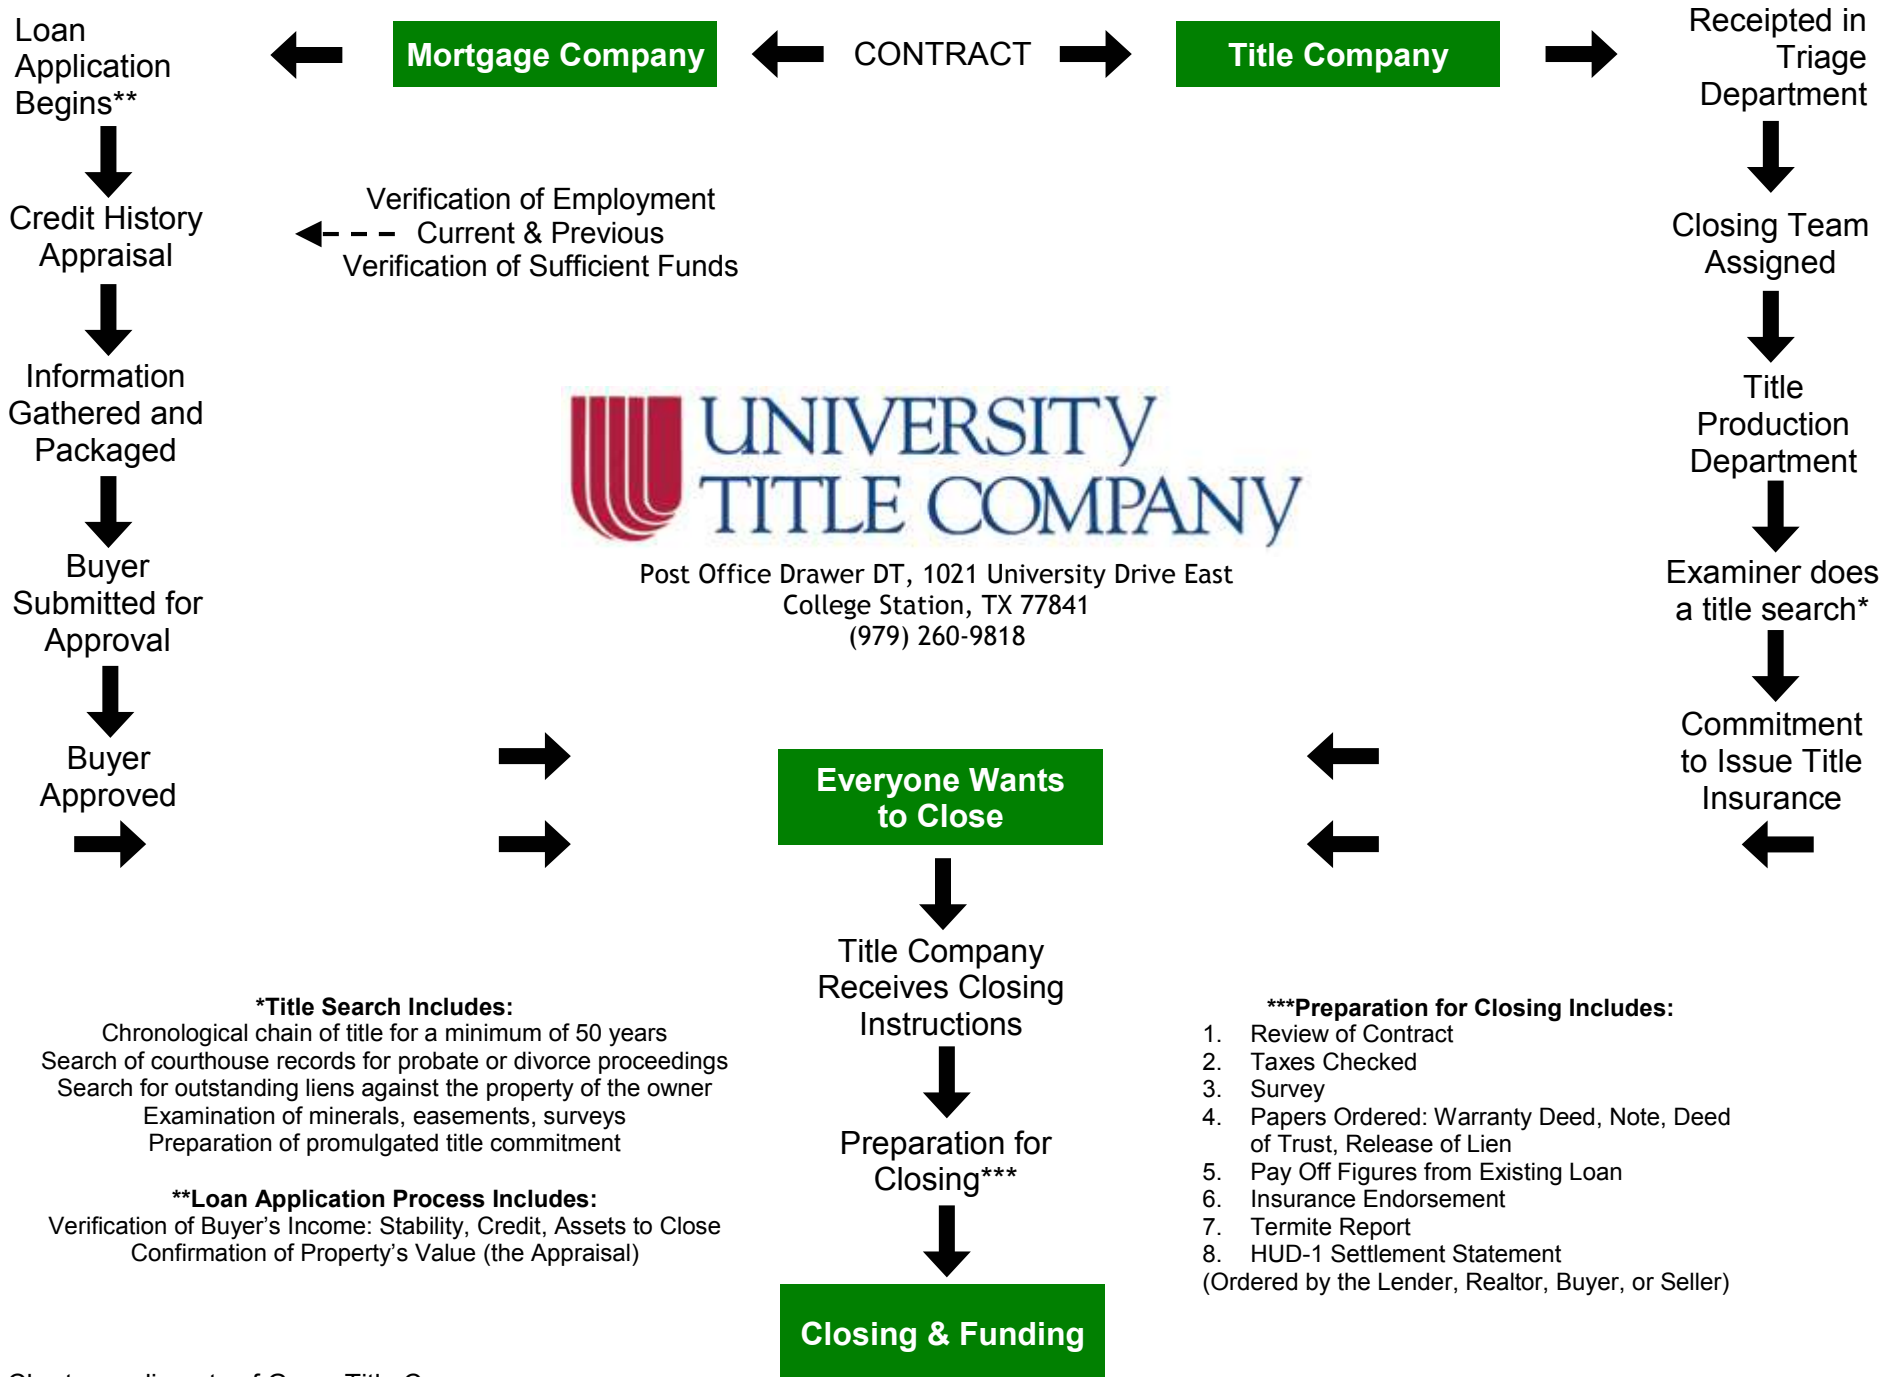 Loan
Application
Begins**
Mortgage Company
CONTRACT
Title Company
Receipted in
Triage
Department
Credit History
Appraisal
Verification of Employment
Current & Previous
Verification of Sufficient Funds
Closing Team
Assigned
Information
Gathered and
Packaged
UNIVERSITY
TITLE COMPANY
Post Office Drawer DT, 1021 University Drive East
College Station, TX 77841
(979) 260-9818
Title
Production
Department
Buyer
Submitted for
Approval
Examiner does
a title search*
Buyer
Approved
Everyone Wants
to Close
Commitment
to Issue Title
Insurance
Title Company
Receives Closing
Instructions
*Title Search Includes:
Chronological chain of title for a minimum of 50 years
Search of courthouse records for probate or divorce proceedings
Search for outstanding liens against the property of the owner
Examination of minerals, easements, surveys
Preparation of promulgated title commitment
**Loan Application Process Includes:
Verification of Buyer’s Income: Stability, Credit, Assets to Close
Confirmation of Property’s Value (the Appraisal)
Preparation for
Closing***
***Preparation for Closing Includes:
1. Review of Contract
2. Taxes Checked
3. Survey
4. Papers Ordered: Warranty Deed, Note, Deed
of Trust, Release of Lien
5. Pay Off Figures from Existing Loan
6. Insurance Endorsement
7. Termite Report
8. HUD-1 Settlement Statement
(Ordered by the Lender, Realtor, Buyer, or Seller)
Closing & Funding